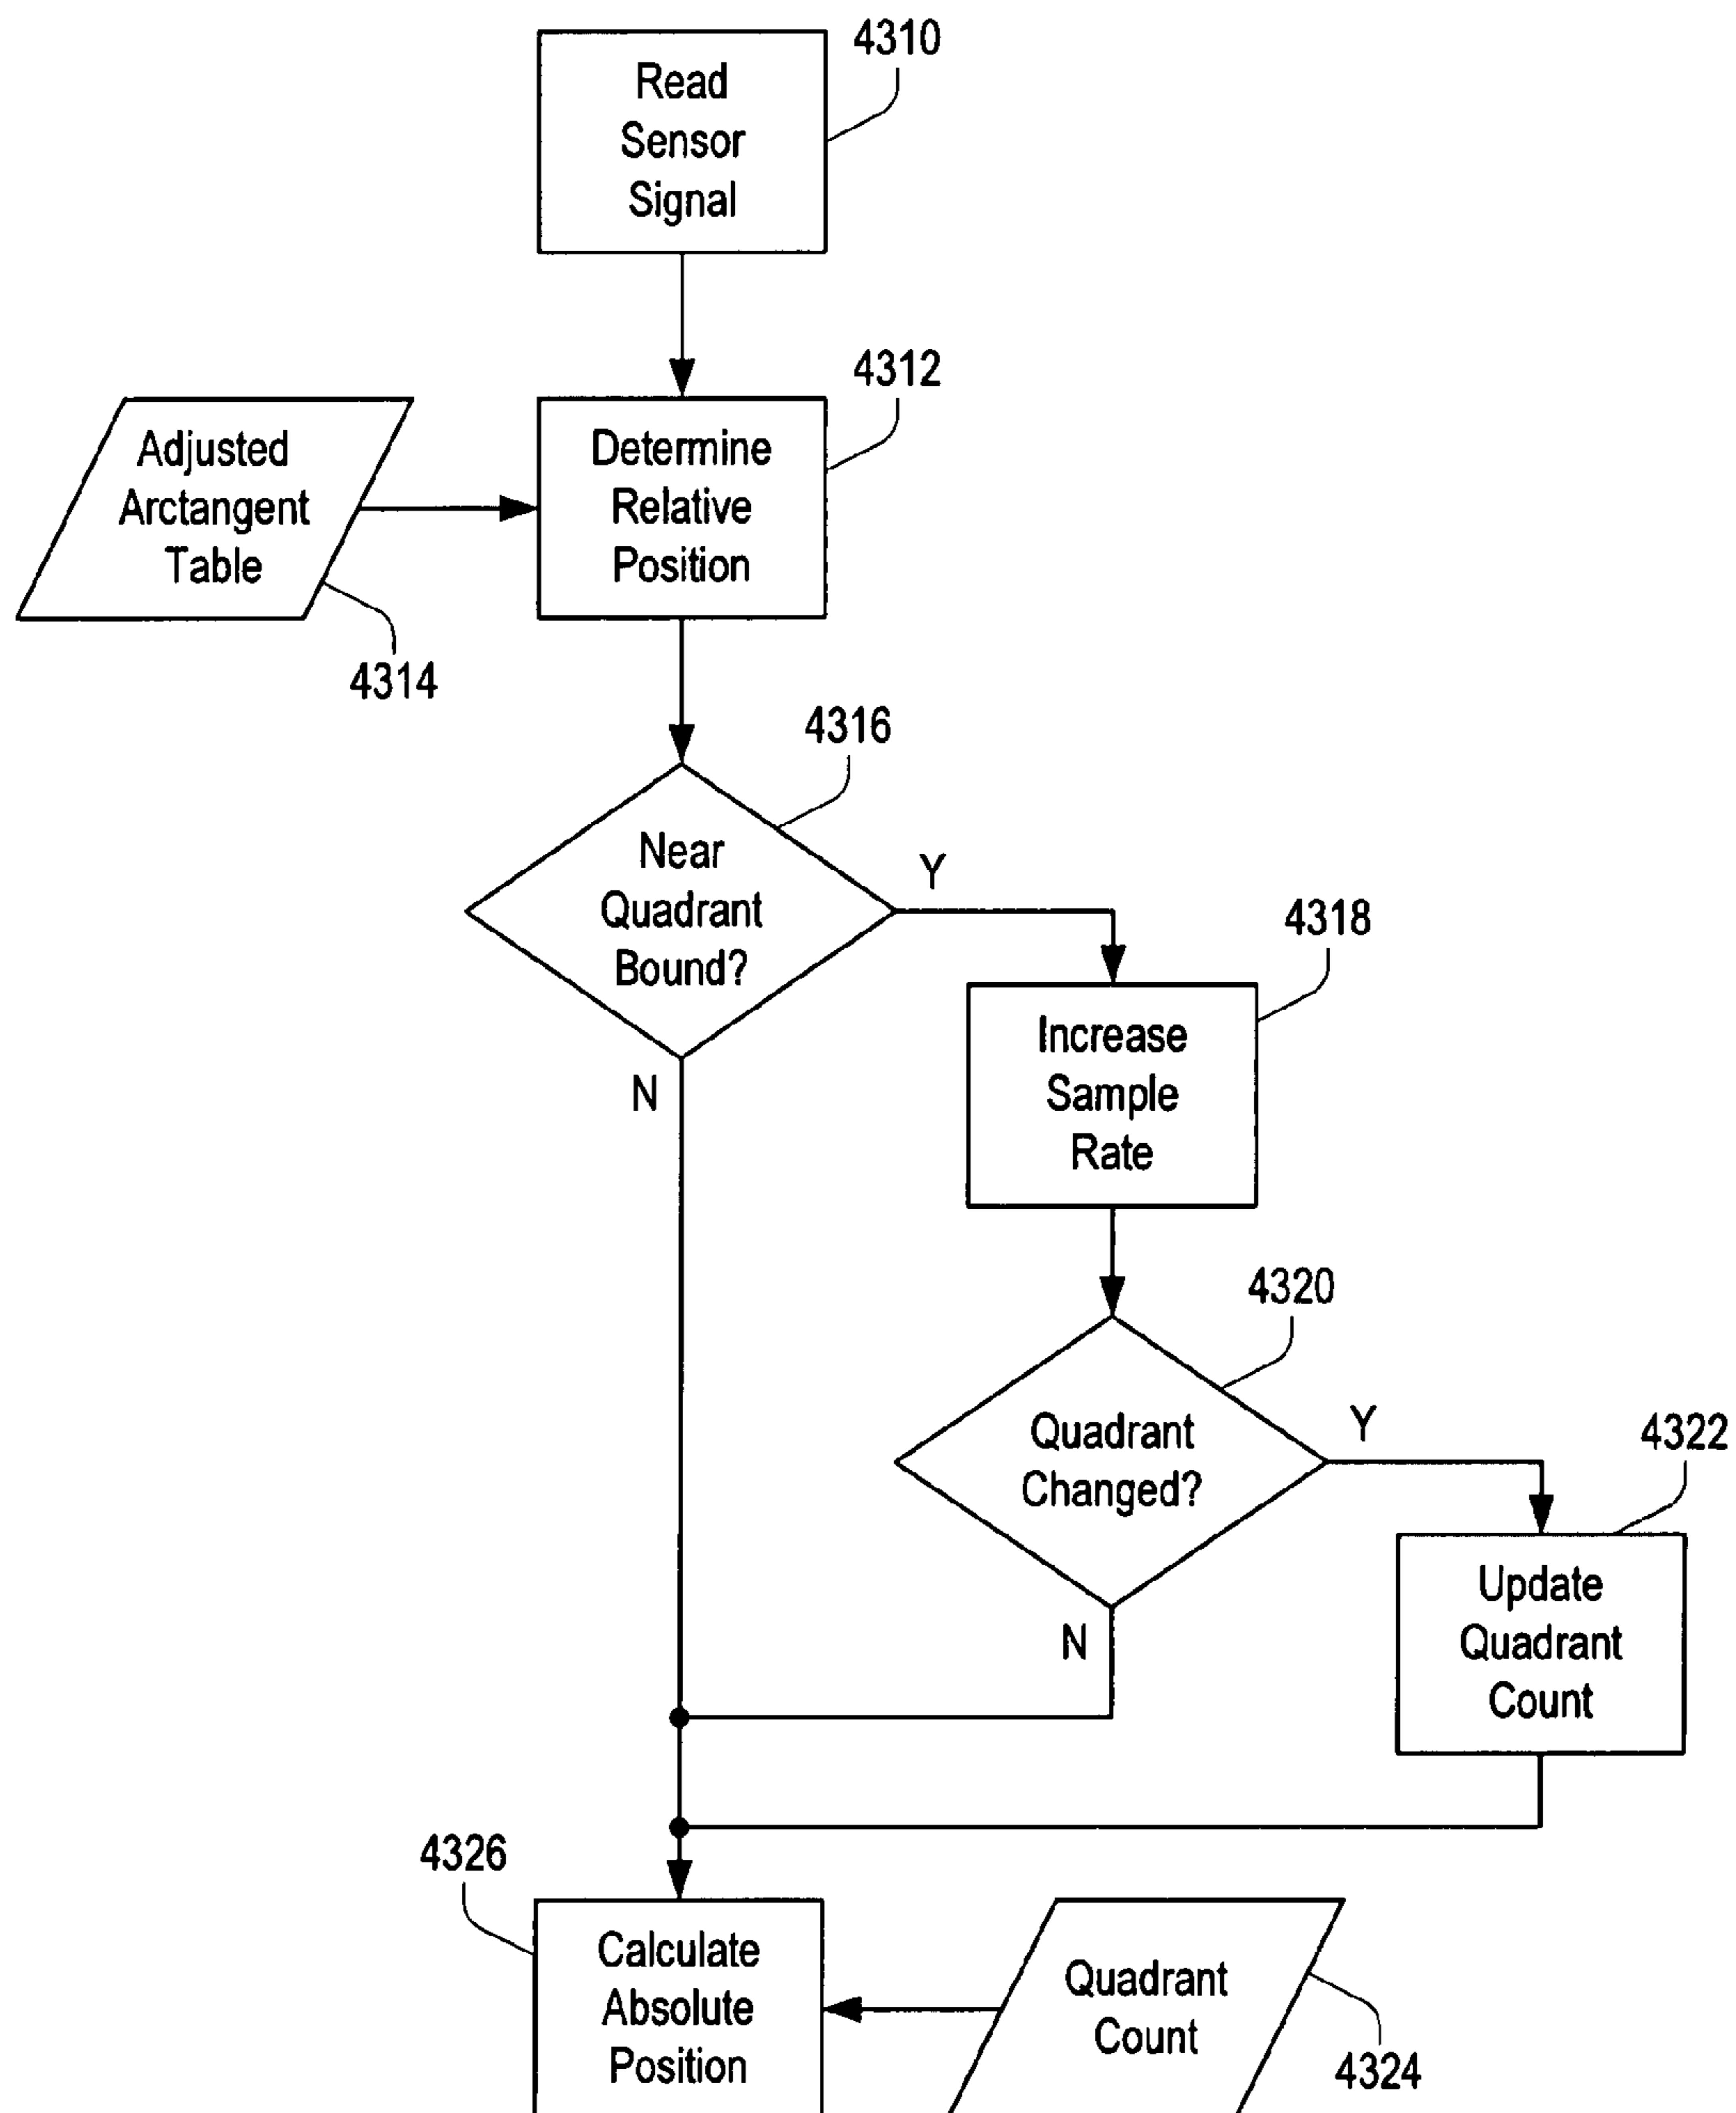 4310
Read
Sensor
Signal
4312
Adjusted
Arctangent
Table
Determine
Relative
Position
4314
4316
Near
Quadrant
Bound?
Y
N
4318
Increase
Sample
Rate
4320
Quadrant
Changed?
Y
N
4322
Update
Quadrant
Count
4326
Calculate
Absolute
Position
Quadrant
Count
4324